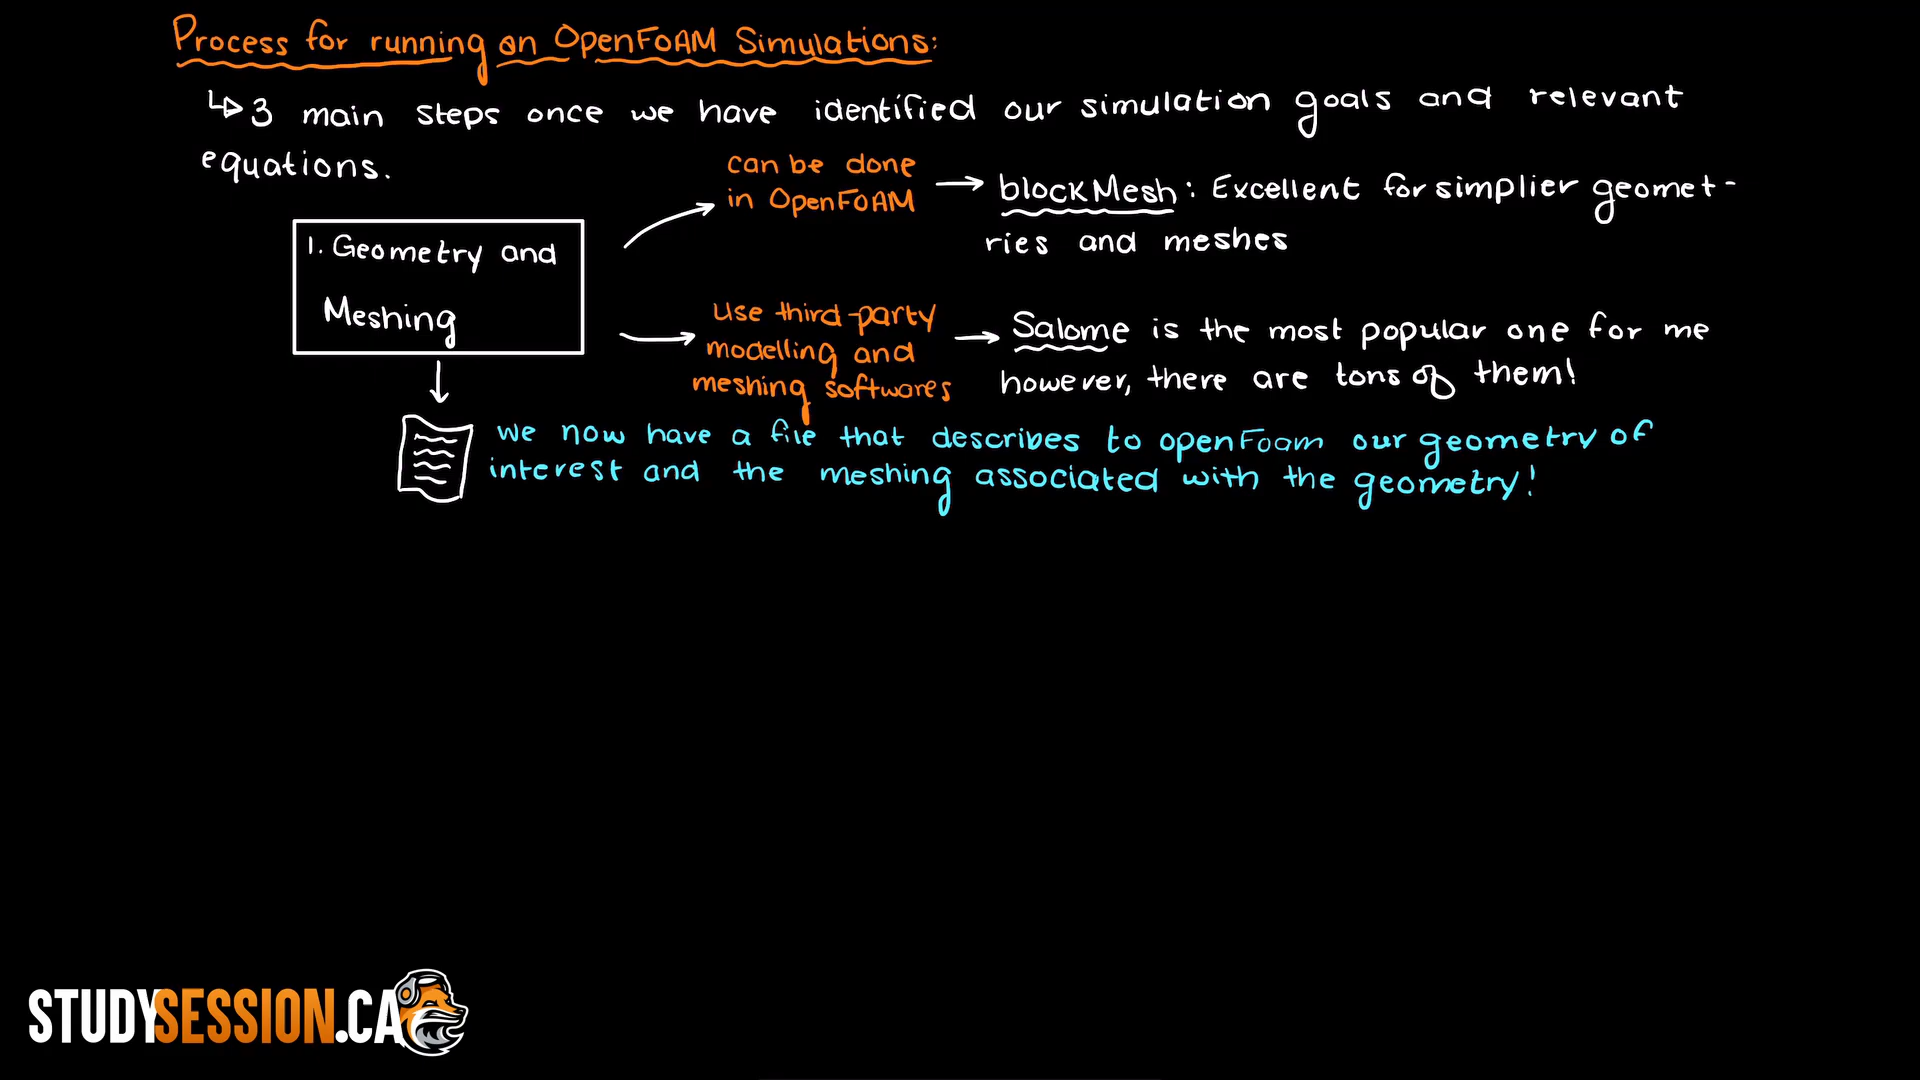 Process for running an OpenFOAM Simulations:
↳ 3 main steps once we have identified our simulation goals and relevant
equations.
can be done
in OpenFOAM
→ blockMesh: Excellent for simplier geomet-
ries and meshes
1. Geometry and
Meshing
Use third-party
modelling and
meshing softwares
→ Salome is the most popular one for me
however, there are tons of them!
we now have a file that describes to openFoam our geometry of
interest and the meshing associated with the geometry!
STUDYSESSION.CA